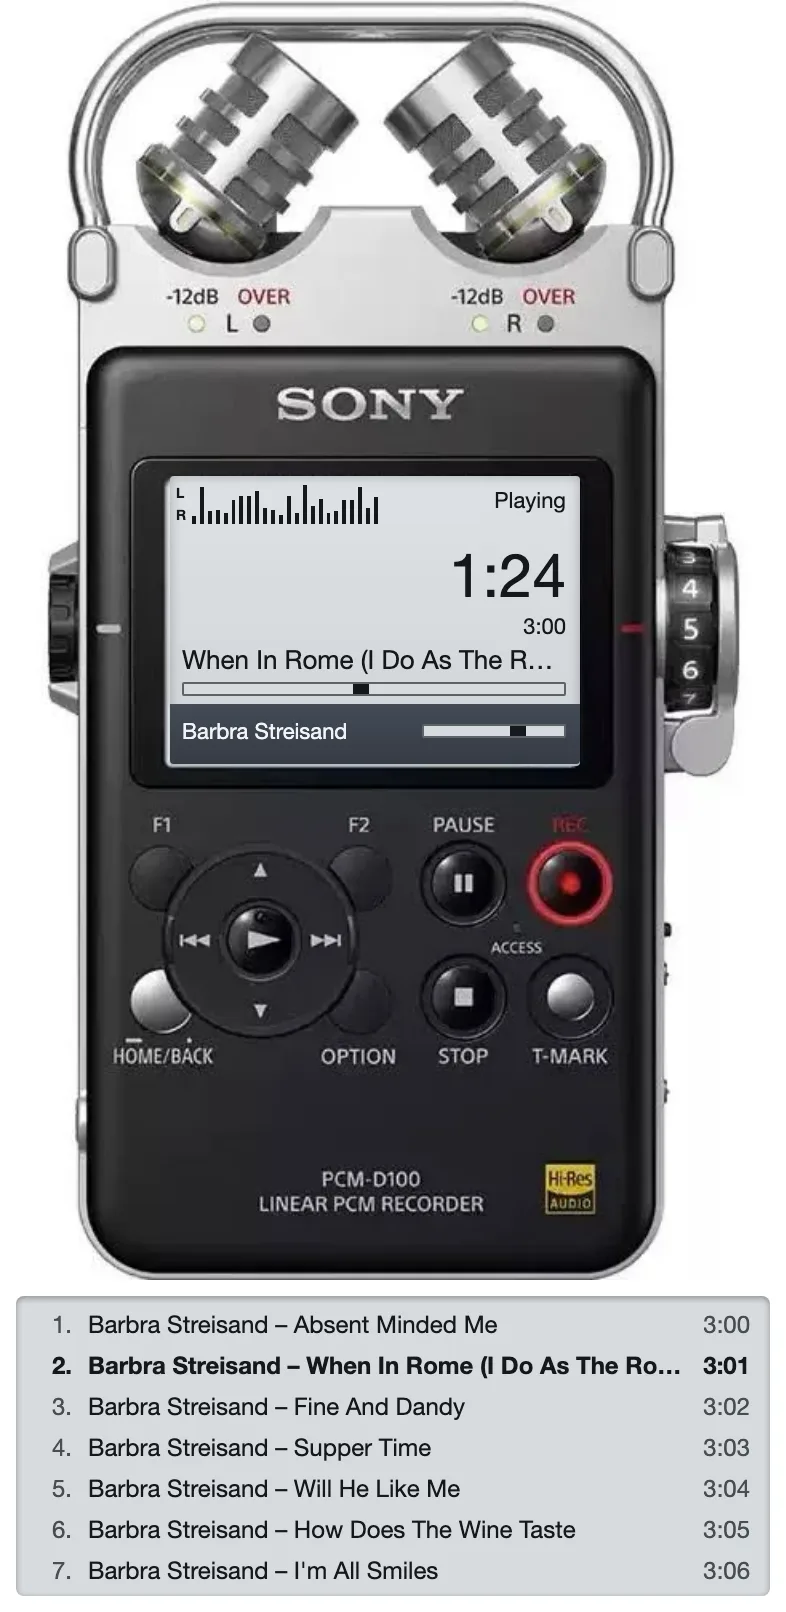 -12dB OVER
L
-12dB OVER
R
SONY
L
R
Playing
1:24
3:00
When In Rome (I Do As The R...
Barbra Streisand
3
4
5
6
7
F1
F2
PAUSE
REC
ACCESS
HOME/BACK
OPTION
STOP
T-MARK
PCM-D100
LINEAR PCM RECORDER
Hi-Res
AUDIO
1. Barbra Streisand – Absent Minded Me 3:00
2. Barbra Streisand – When In Rome (I Do As The Ro... 3:01
3. Barbra Streisand – Fine And Dandy 3:02
4. Barbra Streisand – Supper Time 3:03
5. Barbra Streisand – Will He Like Me 3:04
6. Barbra Streisand – How Does The Wine Taste 3:05
7. Barbra Streisand – I'm All Smiles 3:06